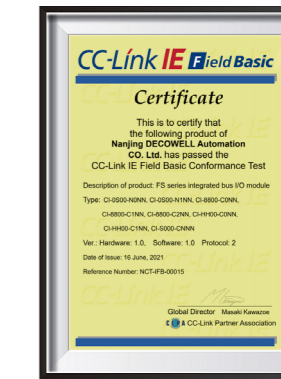 CC-Link IE Field Basic
Certificate
This is to certify that
the following product of
Nanjing DECOWELL Automation
CO. Ltd. has passed the
CC-Link IE Field Basic Conformance Test
Description of product: FS series integrated bus I/O module
Type: CI-0S00-N0NN, CI-0S00-N1NN, CI-8800-C0NN,
CI-8800-C1NN, CI-8800-C2NN, CI-HH00-C0NN,
CI-HH00-C1NN, CI-S000-CNNN
Ver.: Hardware: 1.0, Software: 1.0 Protocol: 2
Date of Issue: 16 June, 2021
Reference Number: NCT-IFB-00015
Global Director Masaki Kawazoe
CC-Link Partner Association